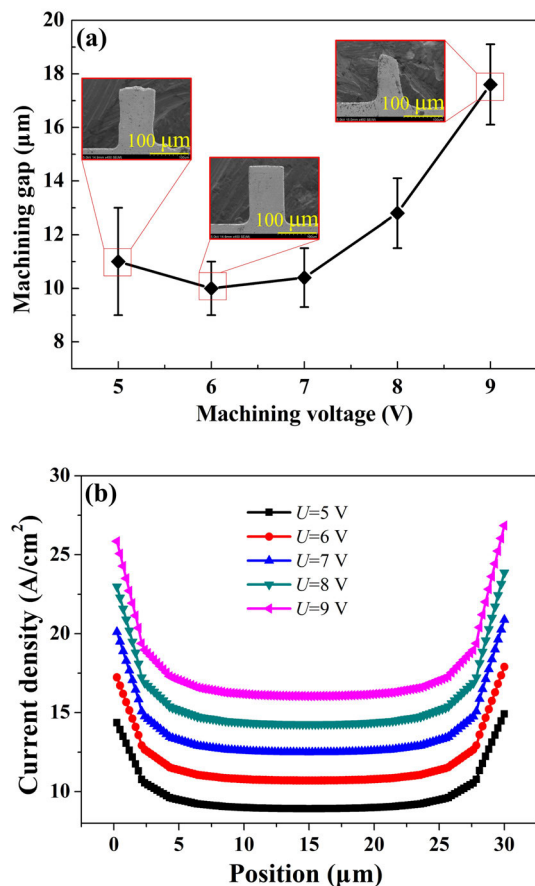 (a)
Machining gap (µm)
20
18
16
14
12
10
8
100 µm
100 µm
100 µm
5
6
7
8
9
Machining voltage (V)
(b)
Current density (A/cm²)
30
25
20
15
10
U=5 V
U=6 V
U=7 V
U=8 V
U=9 V
0
5
10
15
20
25
30
Position (µm)